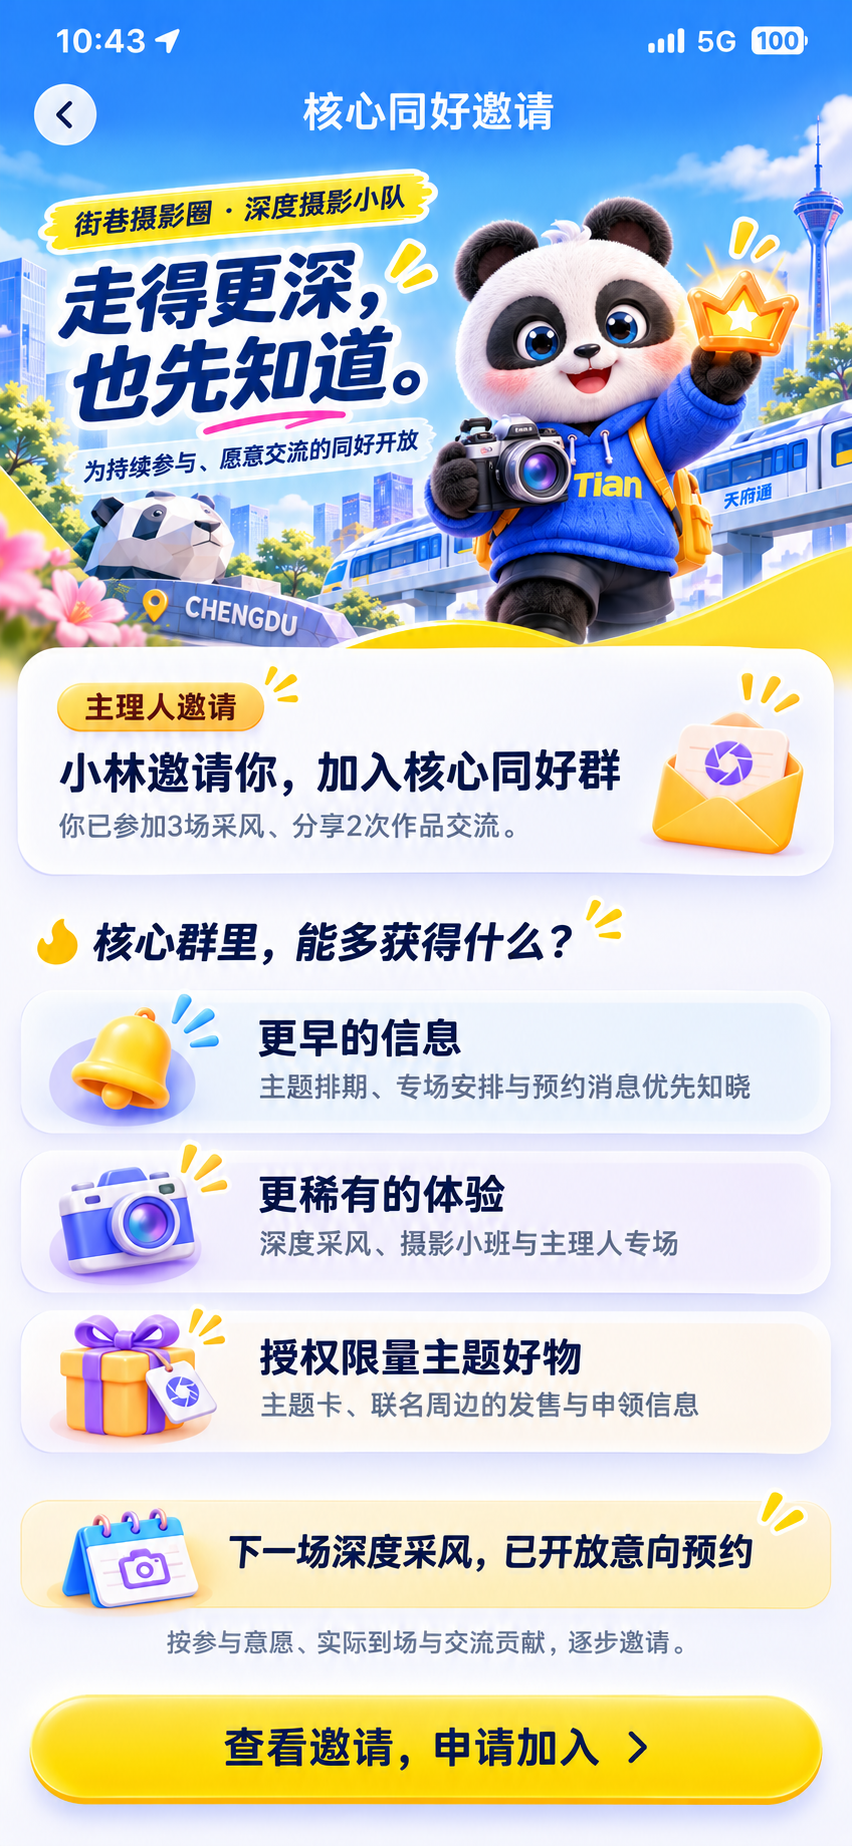 10:43
5G
100
核心同好邀请
街巷摄影圈 · 深度摄影小队
走得更深，
也先知道。
为持续参与、愿意交流的同好开放
Tian
天府通
CHENGDU
主理人邀请
小林邀请你，加入核心同好群
你已参加3场采风、分享2次作品交流。
核心群里，能多获得什么？
更早的信息
主题排期、专场安排与预约消息优先知晓
更稀有的体验
深度采风、摄影小班与主理人专场
授权限量主题好物
主题卡、联名周边的发售与申领信息
下一场深度采风，已开放意向预约
按参与意愿、实际到场与交流贡献，逐步邀请。
查看邀请，申请加入